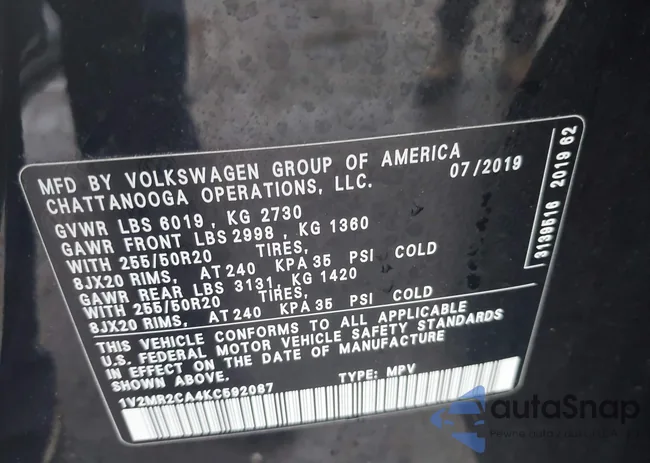 MFD BY VOLKSWAGEN GROUP OF AMERICA
CHATTANOOGA OPERATIONS, LLC. 07/2019
GVWR LBS 6019 , KG 2730
GAWR FRONT LBS 2998 , KG 1360
WITH 255/50R20 TIRES,
8JX20 RIMS, AT 240 KPA 35 PSI COLD
GAWR REAR LBS 3131, KG 1420
WITH 255/50R20 TIRES,
8JX20 RIMS, AT 240 KPA 35 PSI COLD
THIS VEHICLE CONFORMS TO ALL APPLICABLE
U.S. FEDERAL MOTOR VEHICLE SAFETY STANDARDS
IN EFFECT ON THE DATE OF MANUFACTURE
SHOWN ABOVE.
1V2MR2CA4KC592087 TYPE: MPV
3139516 2019 62
autaSnap